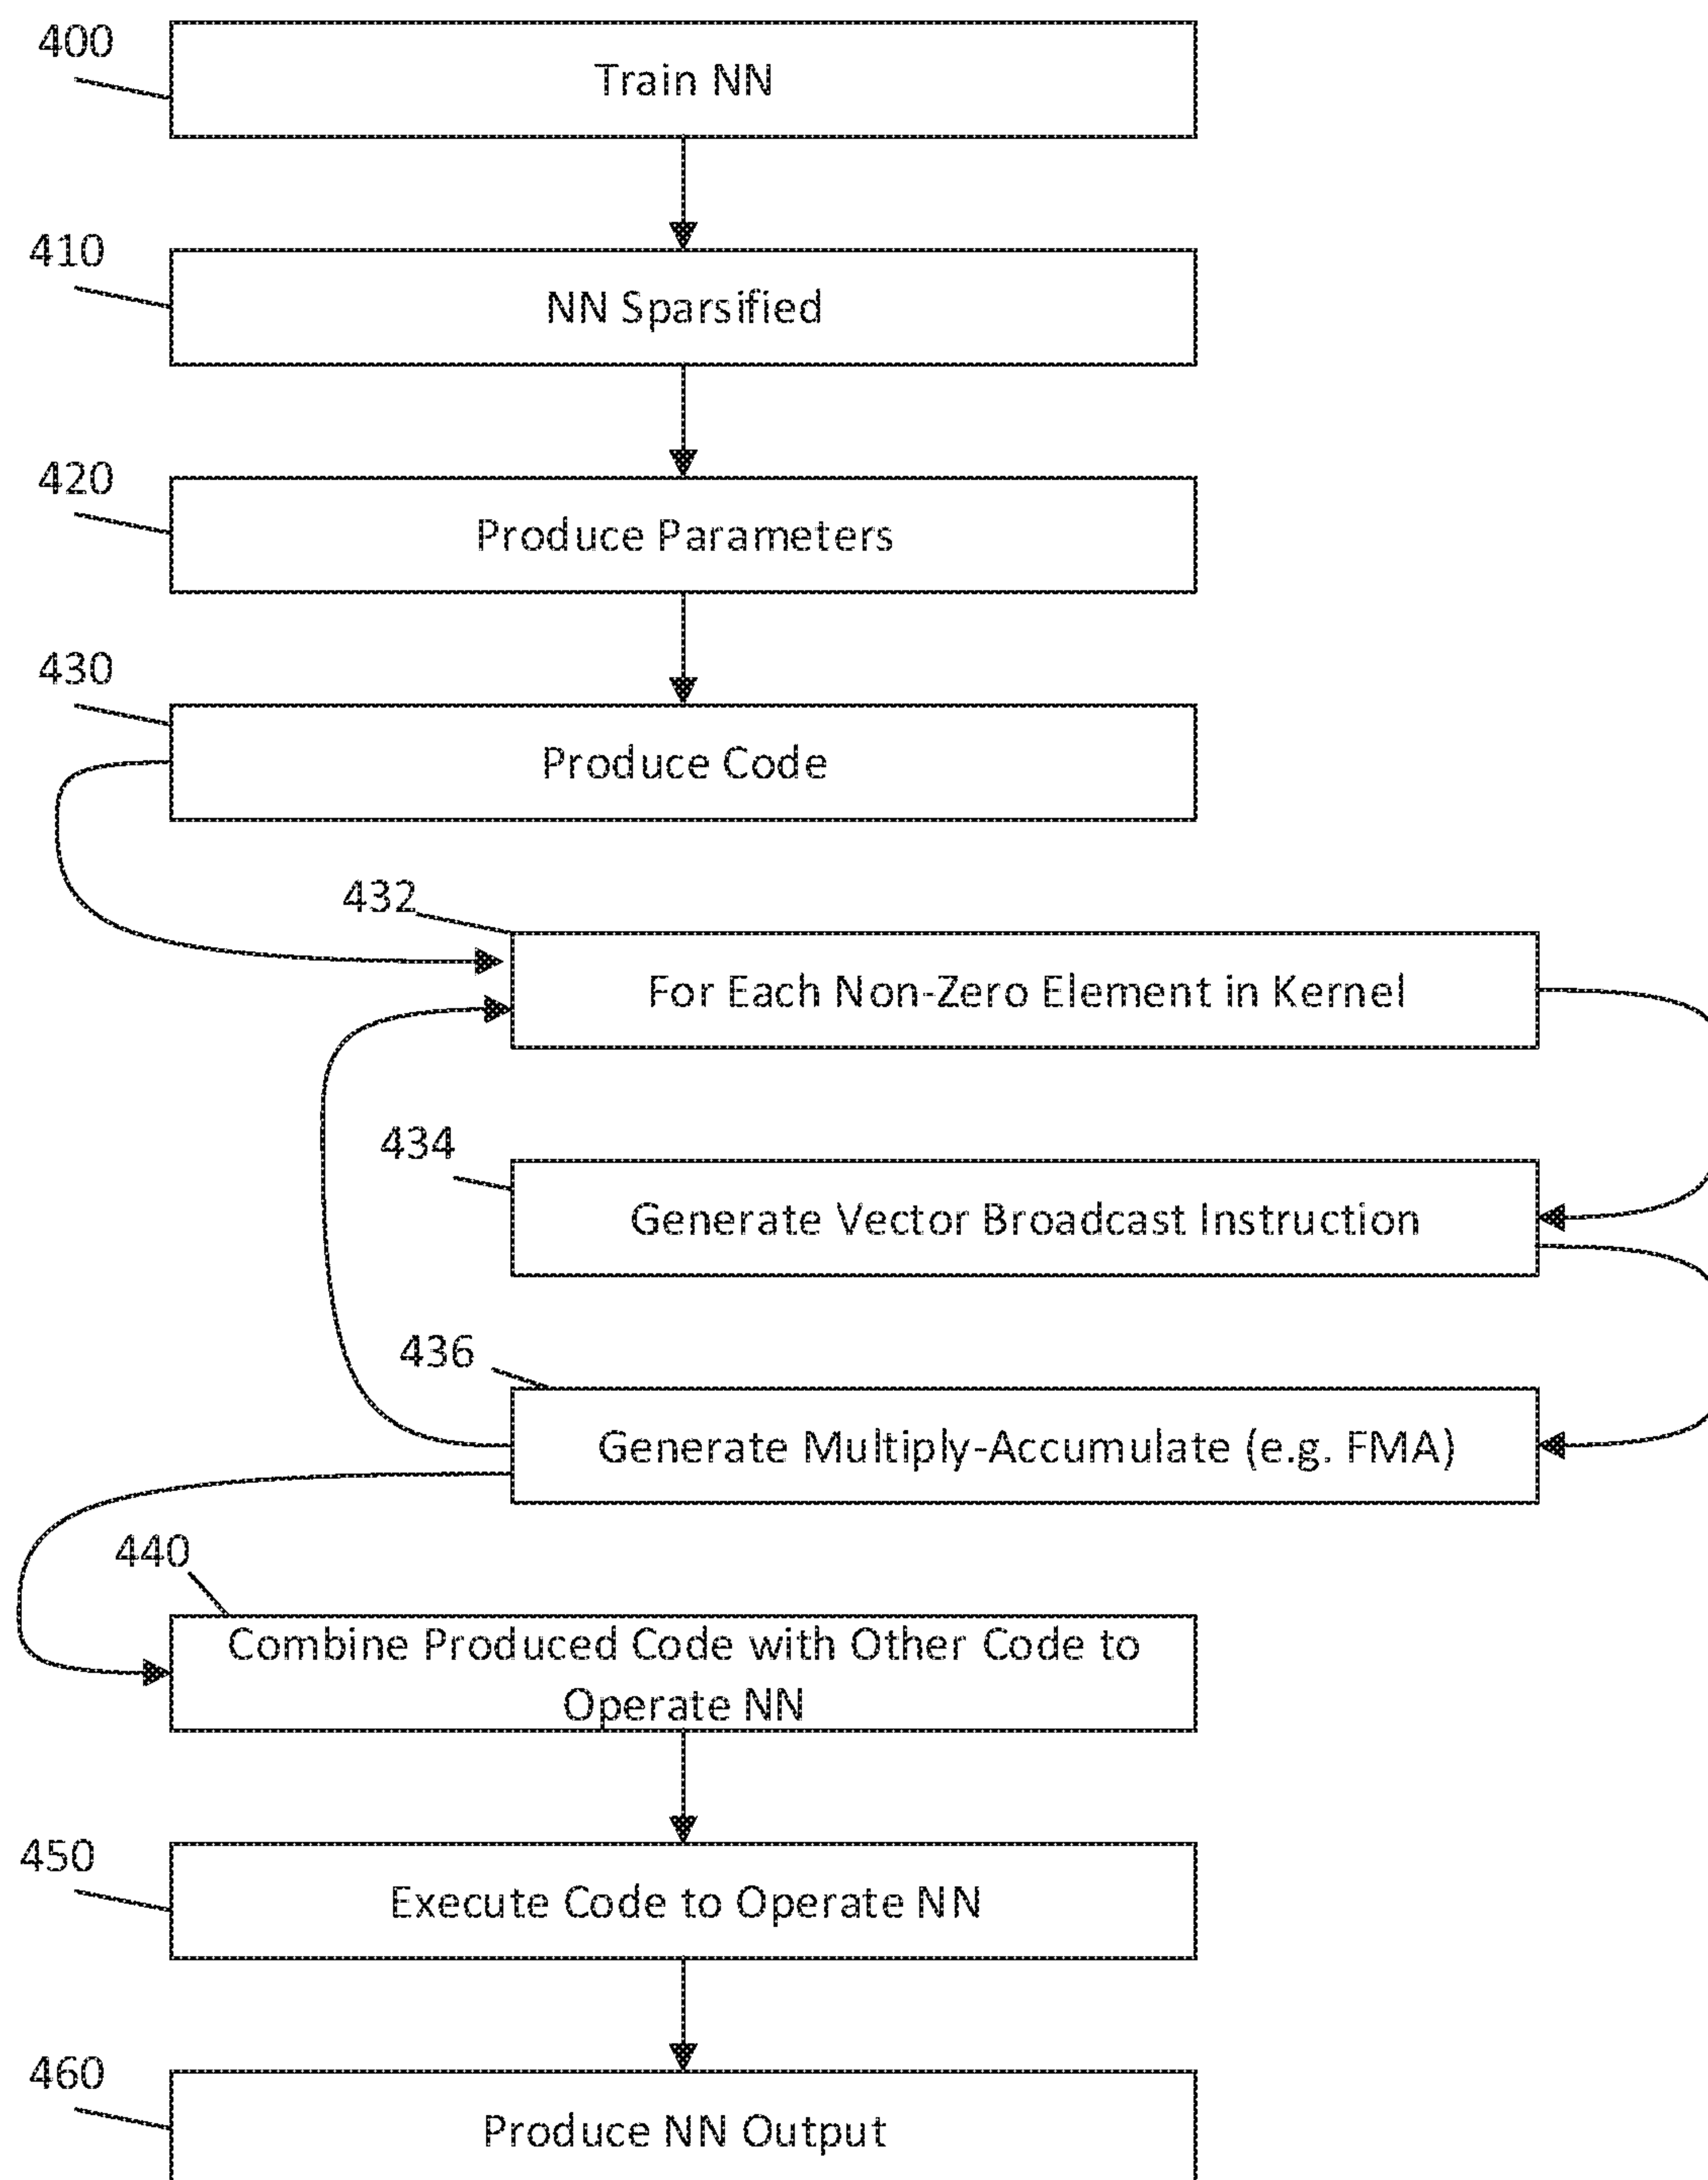 400
Train NN
410
NN Sparsified
420
Produce Parameters
430
Produce Code
432
For Each Non-Zero Element in Kernel
434
Generate Vector Broadcast Instruction
436
Generate Multiply-Accumulate (e.g. FMA)
440
Combine Produced Code with Other Code to
Operate NN
450
Execute Code to Operate NN
460
Produce NN Output